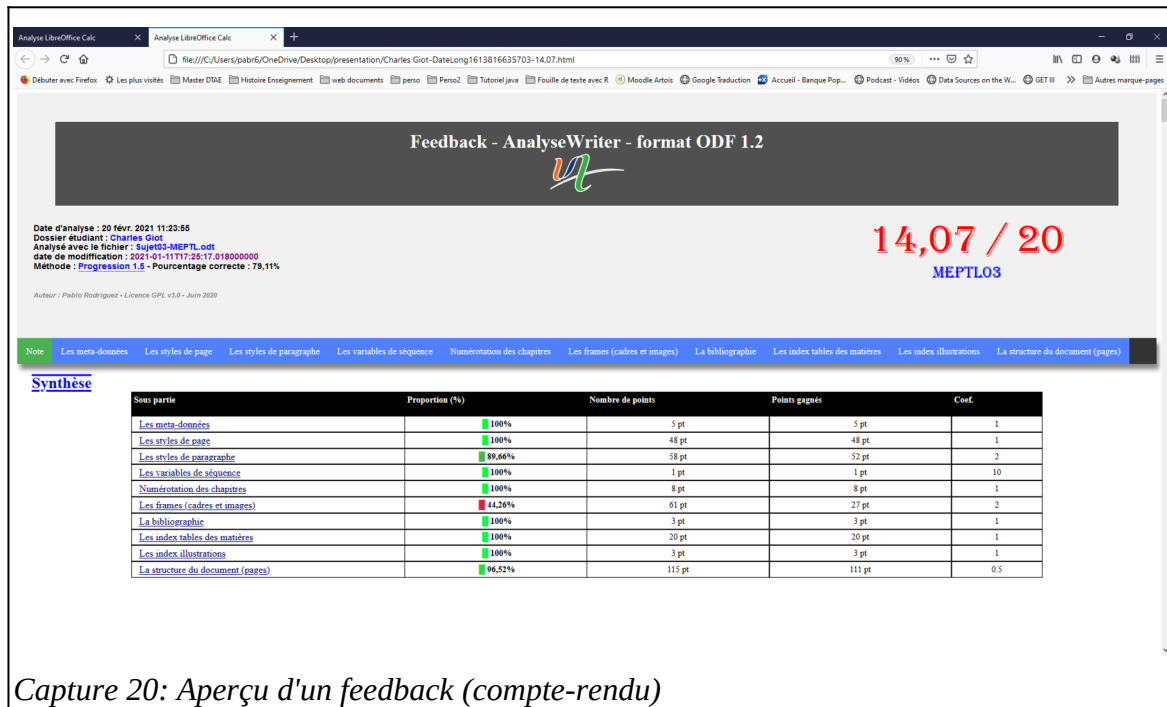 Analyse LibreOffice Calc × Analyse LibreOffice Calc × +
file:///C:/Users/pabr6/OneDrive/Desktop/presentation/Charles Giot-DateLong1613816635703-14.07.html 90 %
Débuter avec Firefox Les plus visités Master DTAE Histoire Enseignement web documents perso Perso2 Tutoriel java Fouille de texte avec R Moodle Artois Google Traduction Accueil - Banque Pop... Podcast - Vidéos Data Sources on the W... GET III Autres marque-pages
Feedback - AnalyseWriter - format ODF 1.2
Date d'analyse : 20 févr. 2021 11:23:55
Dossier étudiant : Charles Giot
Analysé avec le fichier : Sujet03-MEPTL.odt
date de modiffication : 2021-01-11T17:25:17.018000000
Méthode : Progression 1.5 - Pourcentage correcte : 79,11%
14,07 / 20
MEPTL03
Auteur : Pablo Rodriguez - Licence GPL v3.0 - Juin 2020
Note Les meta-données Les styles de page Les styles de paragraphe Les variables de séquence Numérotation des chapitres Les frames (cadres et images) La bibliographie Les index tables des matières Les index illustrations La structure du document (pages)
Synthèse
Sous partie Proportion (%) Nombre de points Points gagnés Coef.
Les meta-données 100% 5 pt 5 pt 1
Les styles de page 100% 48 pt 48 pt 1
Les styles de paragraphe 89,66% 58 pt 52 pt 2
Les variables de séquence 100% 1 pt 1 pt 10
Numérotation des chapitres 100% 8 pt 8 pt 1
Les frames (cadres et images) 44,26% 61 pt 27 pt 2
La bibliographie 100% 3 pt 3 pt 1
Les index tables des matières 100% 20 pt 20 pt 1
Les index illustrations 100% 3 pt 3 pt 1
La structure du document (pages) 96,52% 115 pt 111 pt 0.5
Capture 20: Aperçu d'un feedback (compte-rendu)